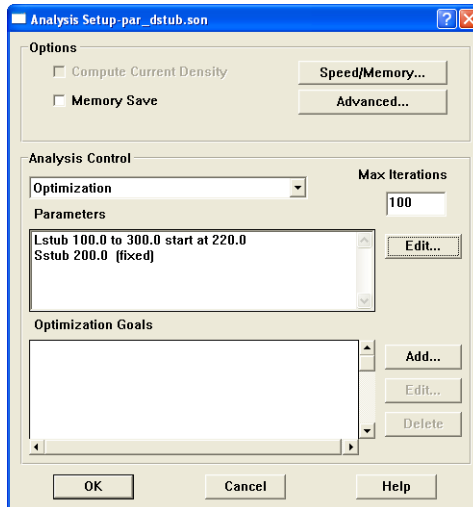 Analysis Setup-par_dstub.son
Options
Compute Current Density
Speed/Memory...
Memory Save
Advanced...
Analysis Control
Max Iterations
Optimization
100
Parameters
Lstub 100.0 to 300.0 start at 220.0
Sstub 200.0 (fixed)
Edit...
Optimization Goals
Add...
Edit...
Delete
OK
Cancel
Help